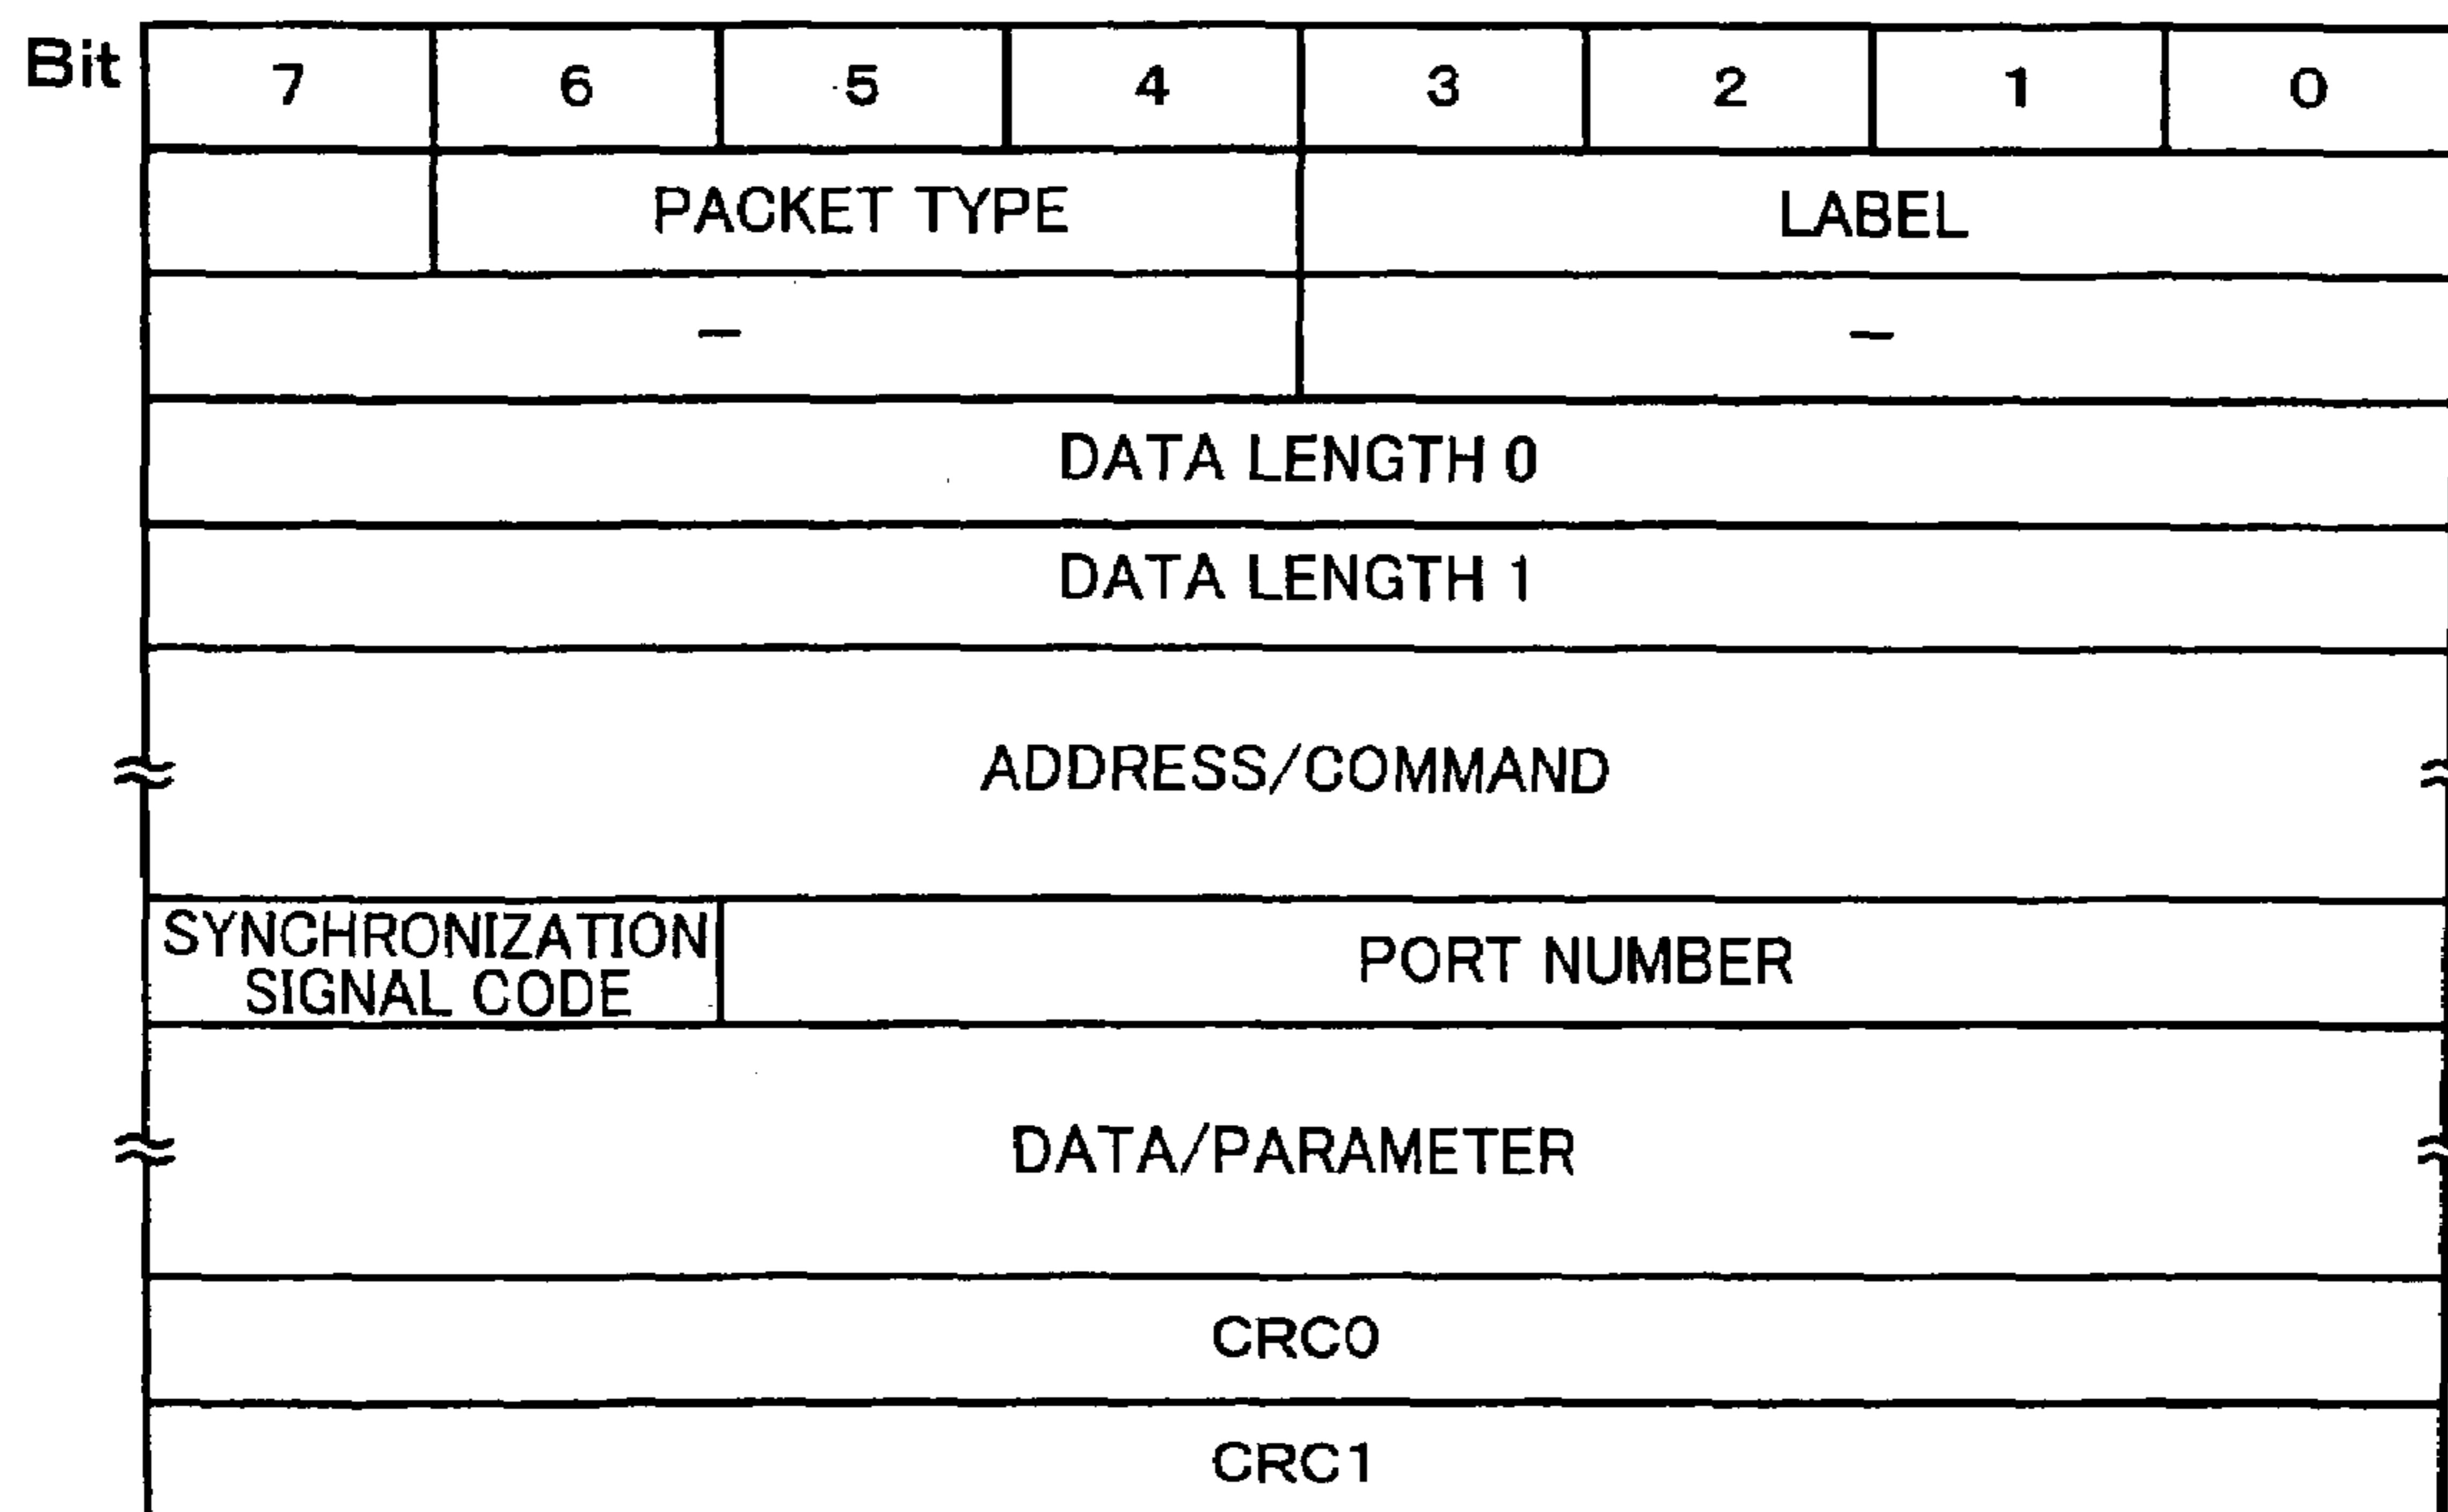 Bit 7 6 5 4 3 2 1 0
PACKET TYPE LABEL
– –
DATA LENGTH 0
DATA LENGTH 1
ADDRESS/COMMAND
SYNCHRONIZATION
SIGNAL CODE
PORT NUMBER
DATA/PARAMETER
CRC0
CRC1